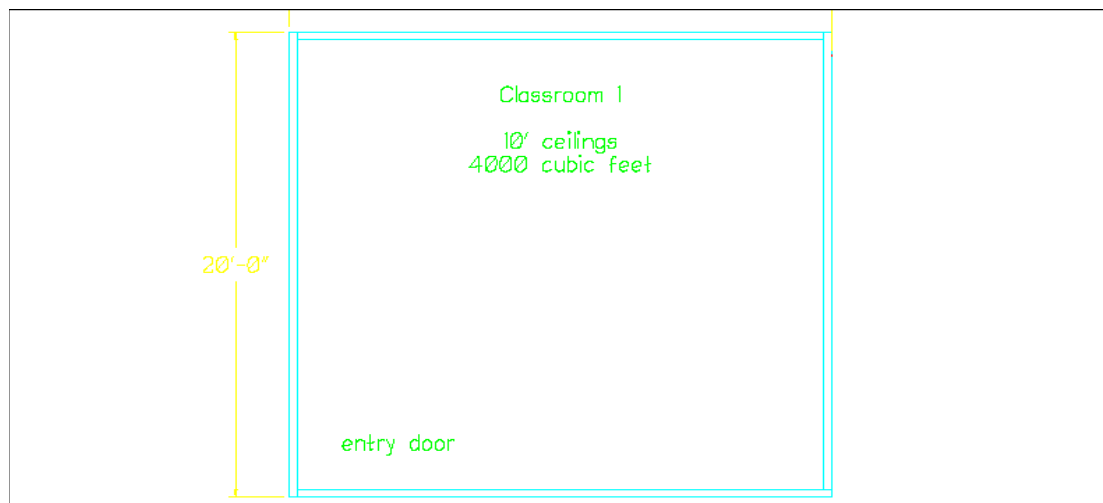 Classroom 1
10' ceilings
4000 cubic feet
20'-0"
entry door